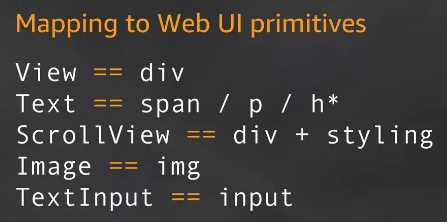 Mapping to Web UI primitives
View == div
Text == span / p / h*
ScrollView == div + styling
Image == img
TextInput == input